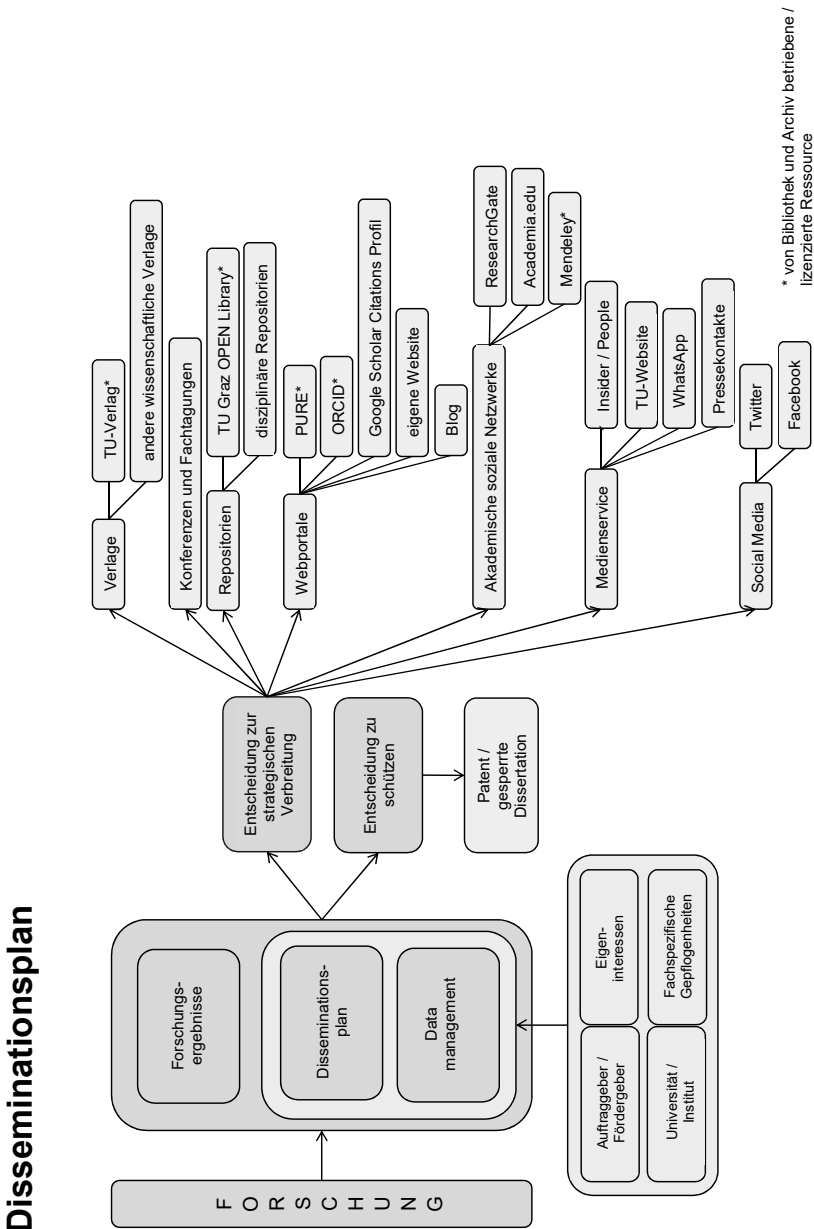 Disseminationsplan
F O R S C H U N G
Forschungs-
ergebnisse
Disseminations-
plan
Data
management
Auftraggeber /
Fördergeber
Eigen-
interessen
Universität /
Institut
Fachspezifische
Gepflogenheiten
Entscheidung zur
strategischen
Verbreitung
Entscheidung zu
schützen
Patent /
gesperrte
Dissertation
Verlage
TU-Verlag*
andere wissenschaftliche Verlage
Konferenzen und Fachtagungen
Repositorien
TU Graz OPEN Library*
disziplinäre Repositorien
Webportale
PURE*
ORCID*
Google Scholar Citations Profil
eigene Website
Blog
Akademische soziale Netzwerke
ResearchGate
Academia.edu
Mendeley*
Medienservice
Insider / People
TU-Website
WhatsApp
Pressekontakte
Social Media
Twitter
Facebook
* von Bibliothek und Archiv betriebene /
lizenzierte Ressource